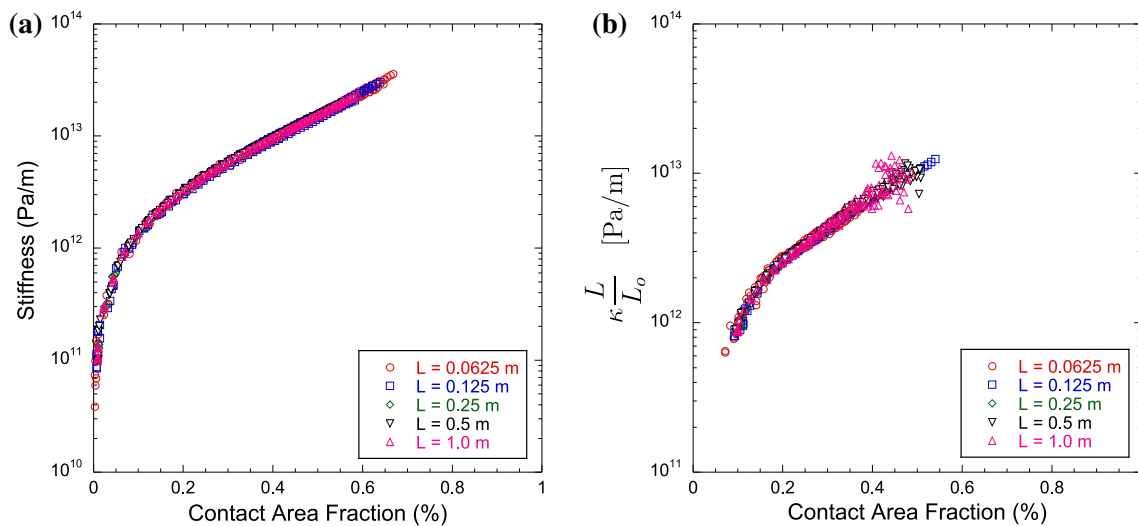 (a)
10^14
10^13
10^12
10^11
10^10
Stiffness (Pa/m)
0 0.2 0.4 0.6 0.8 1
Contact Area Fraction (%)
L = 0.0625 m
L = 0.125 m
L = 0.25 m
L = 0.5 m
L = 1.0 m
(b)
10^14
10^13
10^12
10^11
κ L/L_o [Pa/m]
0 0.2 0.4 0.6 0.8
Contact Area Fraction (%)
L = 0.0625 m
L = 0.125 m
L = 0.25 m
L = 0.5 m
L = 1.0 m